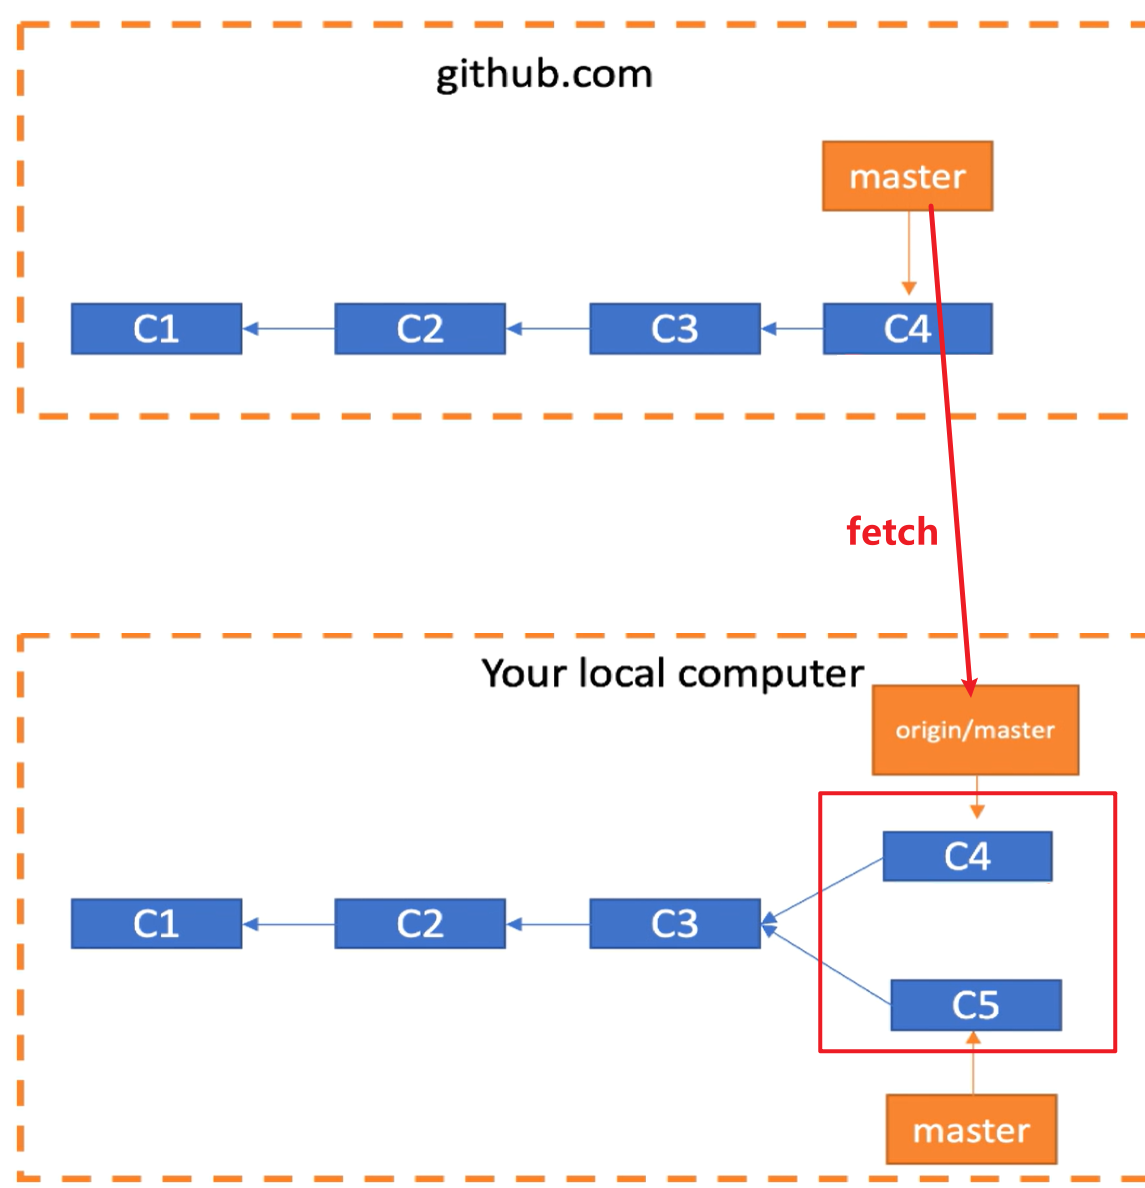 github.com
master
C1 C2 C3 C4
fetch
Your local computer
origin/master
C4
C1 C2 C3
C5
master